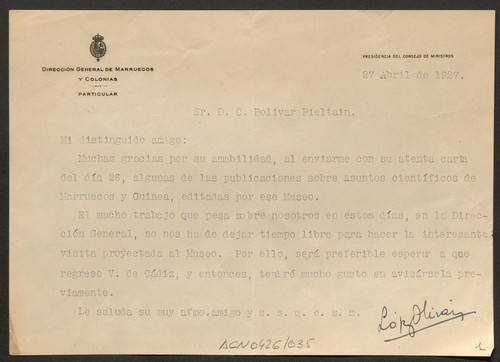 DIRECCIÓN GENERAL DE MARRUECOS
Y COLONIAS
PARTICULAR
PRESIDENCIA DEL CONSEJO DE MINISTROS
27 Abril de 1927.
Sr. D. C. Bolivar Pieltain.
Mi distinguido amigo:
Muchas gracias por su amabilidad, al enviarme con su atenta carta
del día 26, algunas de las publicaciones sobre asuntos científicos de
Marruecos y Guinea, editadas por ese Museo.
El mucho trabajo que pesa sobre nosotros en estos días, en la Direc-
ción General, no nos ha de dejar tiempo libre para hacer la interesante
visita proyectada al Museo. Por ello, será preferible esperar a que
regrese V. de Cádiz, y entonces, tendré mucho gusto en avisársela pre-
viamente.
Le saluda su muy afmo.amigo y s. s. q. e. s. m.
López Olivan
ACN0426/035